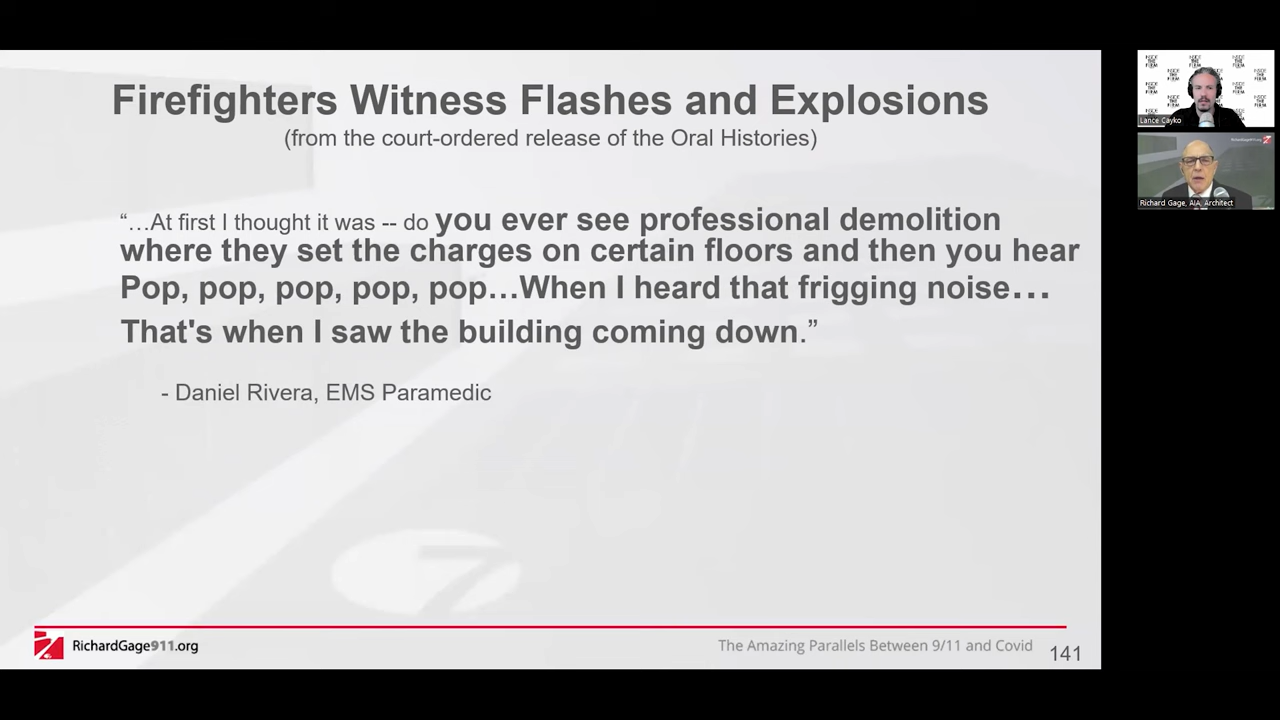 Firefighters Witness Flashes and Explosions
(from the court-ordered release of the Oral Histories)
“…At first I thought it was -- do you ever see professional demolition
where they set the charges on certain floors and then you hear
Pop, pop, pop, pop, pop…When I heard that frigging noise…
That's when I saw the building coming down.”
- Daniel Rivera, EMS Paramedic
7
RichardGage911.org
The Amazing Parallels Between 9/11 and Covid
141
Lance Cayko
RichardGage911.org
Richard Gage, AIA, Architect